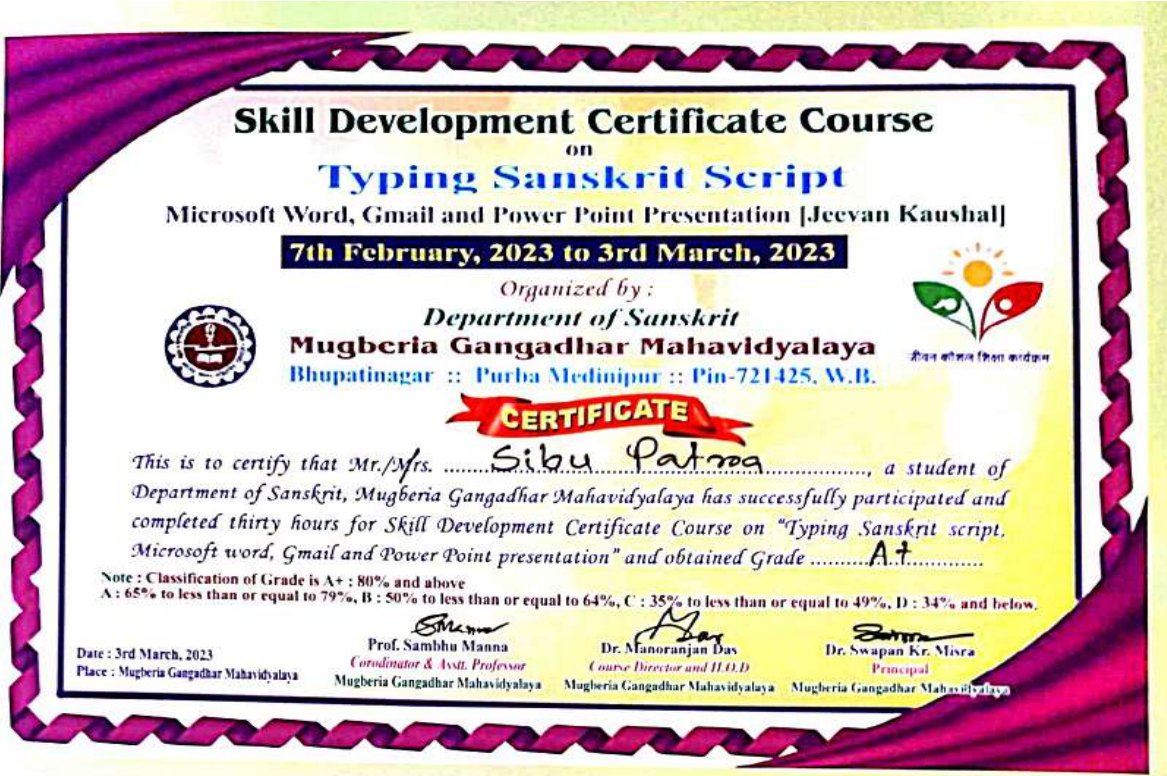 Skill Development Certificate Course
on
Typing Sanskrit Script
Microsoft Word, Gmail and Power Point Presentation [Jeevan Kaushal]
7th February, 2023 to 3rd March, 2023
Organized by :
Department of Sanskrit
Mugberia Gangadhar Mahavidyalaya
Bhupatinagar :: Purba Medinipur :: Pin-721425, W.B.
जीवन कौशल शिक्षा कार्यक्रम
CERTIFICATE
This is to certify that Mr./Mrs. ....... Sibu Patra ..............., a student of
Department of Sanskrit, Mugberia Gangadhar Mahavidyalaya has successfully participated and
completed thirty hours for Skill Development Certificate Course on "Typing Sanskrit script,
Microsoft word, Gmail and Power Point presentation" and obtained Grade .......... A+ ..............
Note : Classification of Grade is A+ : 80% and above
A : 65% to less than or equal to 79%, B : 50% to less than or equal to 64%, C : 35% to less than or equal to 49%, D : 34% and below.
Date : 3rd March, 2023
Place : Mugberia Gangadhar Mahavidyalaya
Prof. Sambhu Manna
Corodinator & Asstt. Professor
Mugberia Gangadhar Mahavidyalaya
Dr. Manoranjan Das
Course Director and H.O.D
Mugberia Gangadhar Mahavidyalaya
Dr. Swapan Kr. Misra
Principal
Mugberia Gangadhar Mahavidyalaya